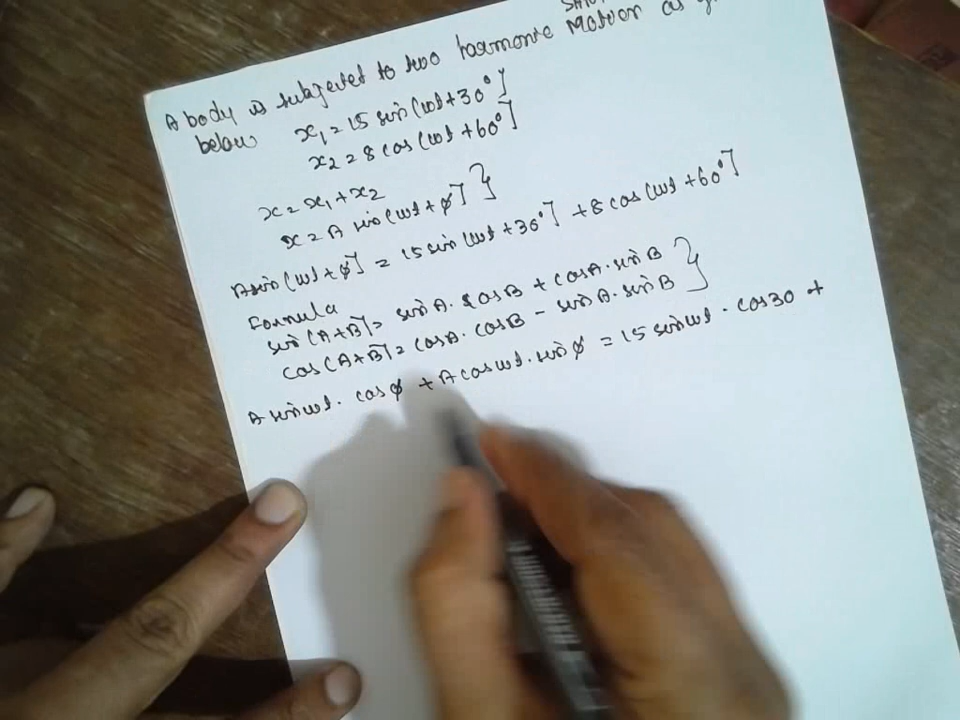 A body is subjected to two harmonic Motion as
below x₁ = 15 sin(ωt+30°)
x₂ = 8 cos(ωt+60°)
x = x₁ + x₂
x = A sin(ωt+ϕ) }
A sin(ωt+ϕ) = 15 sin(ωt+30°) + 8 cos(ωt+60°)
Formula
sin(A+B) = sin A. cos B + cos A. sin B
cos(A+B) = cos A. cos B - sin A. sin B }
A sin ωt. cos ϕ + A cos ωt. sin ϕ = 15 sin ωt. cos 30 +